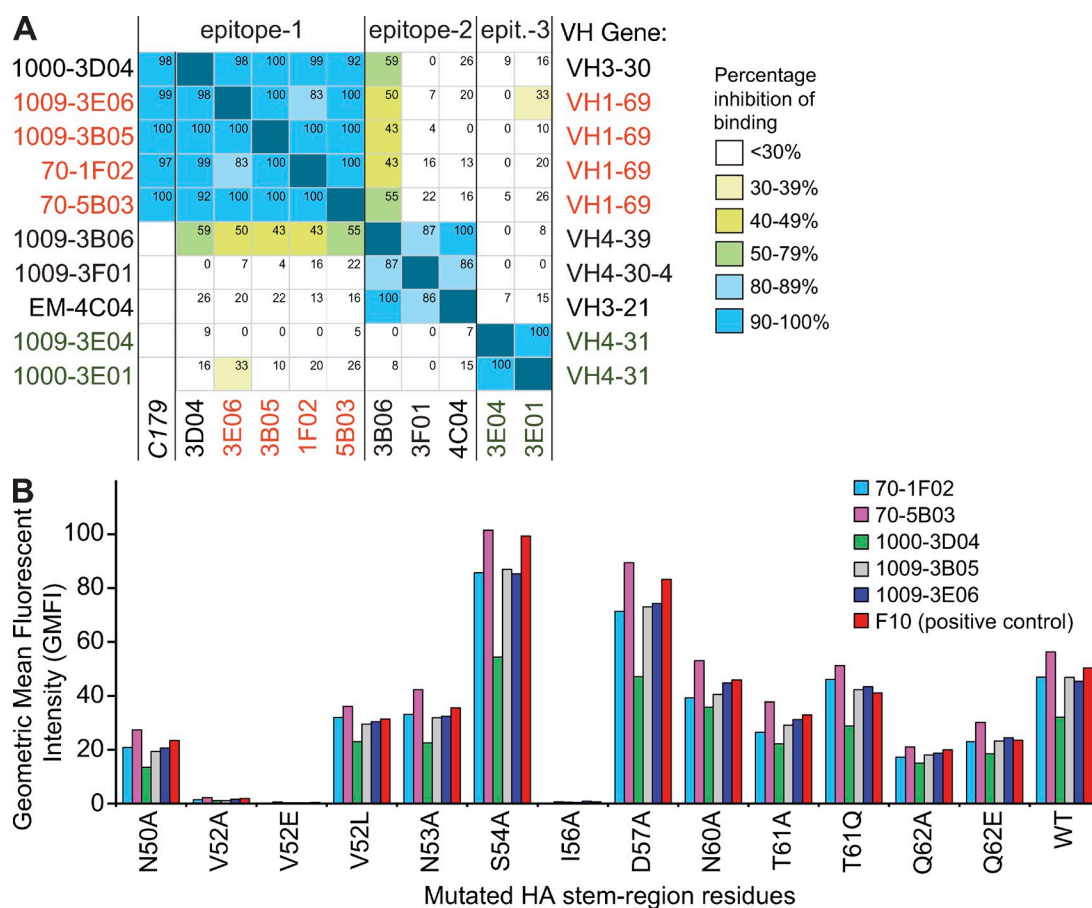 A
epitope-1 epitope-2 epit.-3 VH Gene:
1000-3D04 98 98 100 99 92 59 0 26 9 16 VH3-30
1009-3E06 99 98 100 83 100 50 7 20 0 33 VH1-69
1009-3B05 100 100 100 100 100 43 4 0 0 10 VH1-69
70-1F02 97 99 83 100 100 43 16 13 0 20 VH1-69
70-5B03 100 92 100 100 100 55 22 16 5 26 VH1-69
1009-3B06 59 50 43 43 55 87 100 0 8 VH4-39
1009-3F01 0 7 4 16 22 87 86 0 0 VH4-30-4
EM-4C04 26 20 22 13 16 100 86 7 15 VH3-21
1009-3E04 9 0 0 0 5 0 0 7 100 VH4-31
1000-3E01 16 33 10 20 26 8 0 15 100 VH4-31
C179 3D04 3E06 3B05 1F02 5B03 3B06 3F01 4C04 3E04 3E01
Percentage
inhibition of
binding
<30%
30-39%
40-49%
50-79%
80-89%
90-100%
B
Geometric Mean Fluorescent
Intensity (GMFI)
100
80
60
40
20
0
70-1F02
70-5B03
1000-3D04
1009-3B05
1009-3E06
F10 (positive control)
N50A V52A V52E V52L N53A S54A I56A D57A N60A T61A T61Q Q62A Q62E WT
Mutated HA stem-region residues